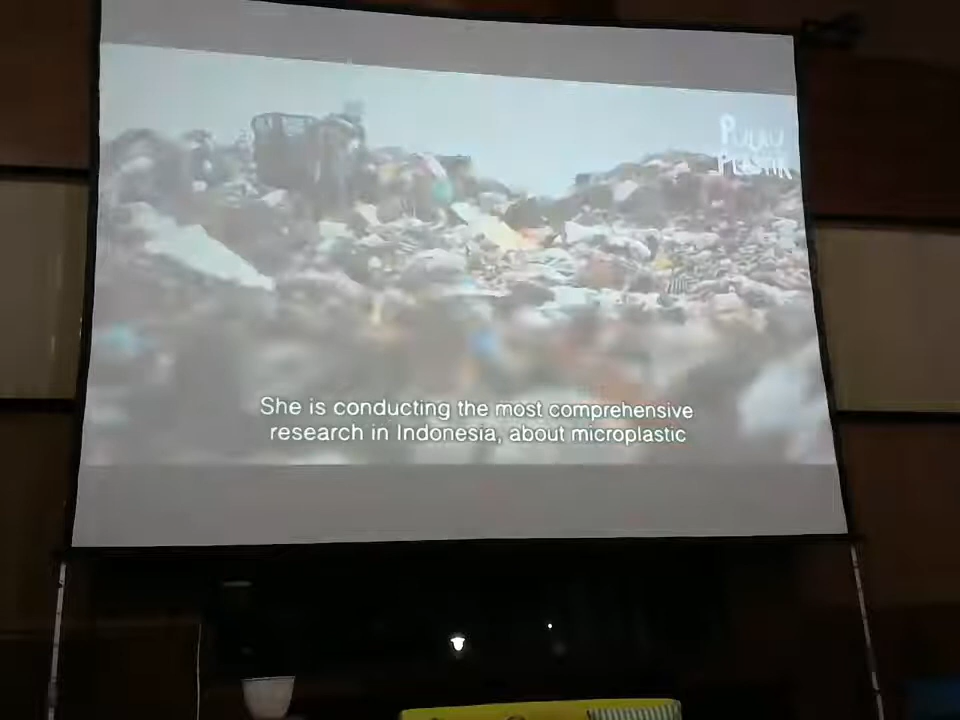 PULAU
PLASTIK
She is conducting the most comprehensive
research in Indonesia, about microplastic